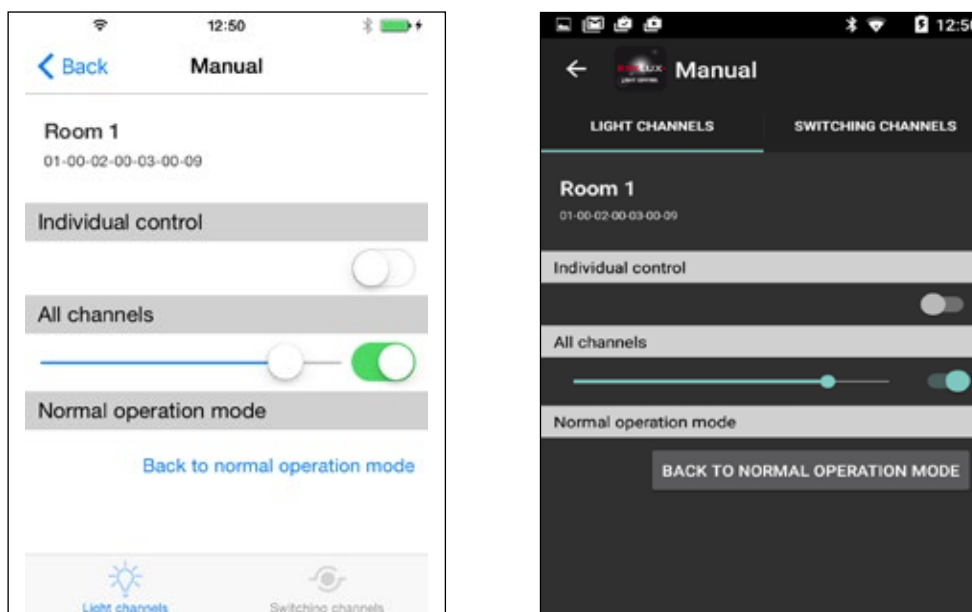 12:50
Back
Manual
Room 1
01-00-02-00-03-00-09
Individual control
All channels
Normal operation mode
Back to normal operation mode
Light channels
Switching channels
12:50
Manual
LIGHT CHANNELS
SWITCHING CHANNELS
Room 1
01-00-02-00-03-00-09
Individual control
All channels
Normal operation mode
BACK TO NORMAL OPERATION MODE